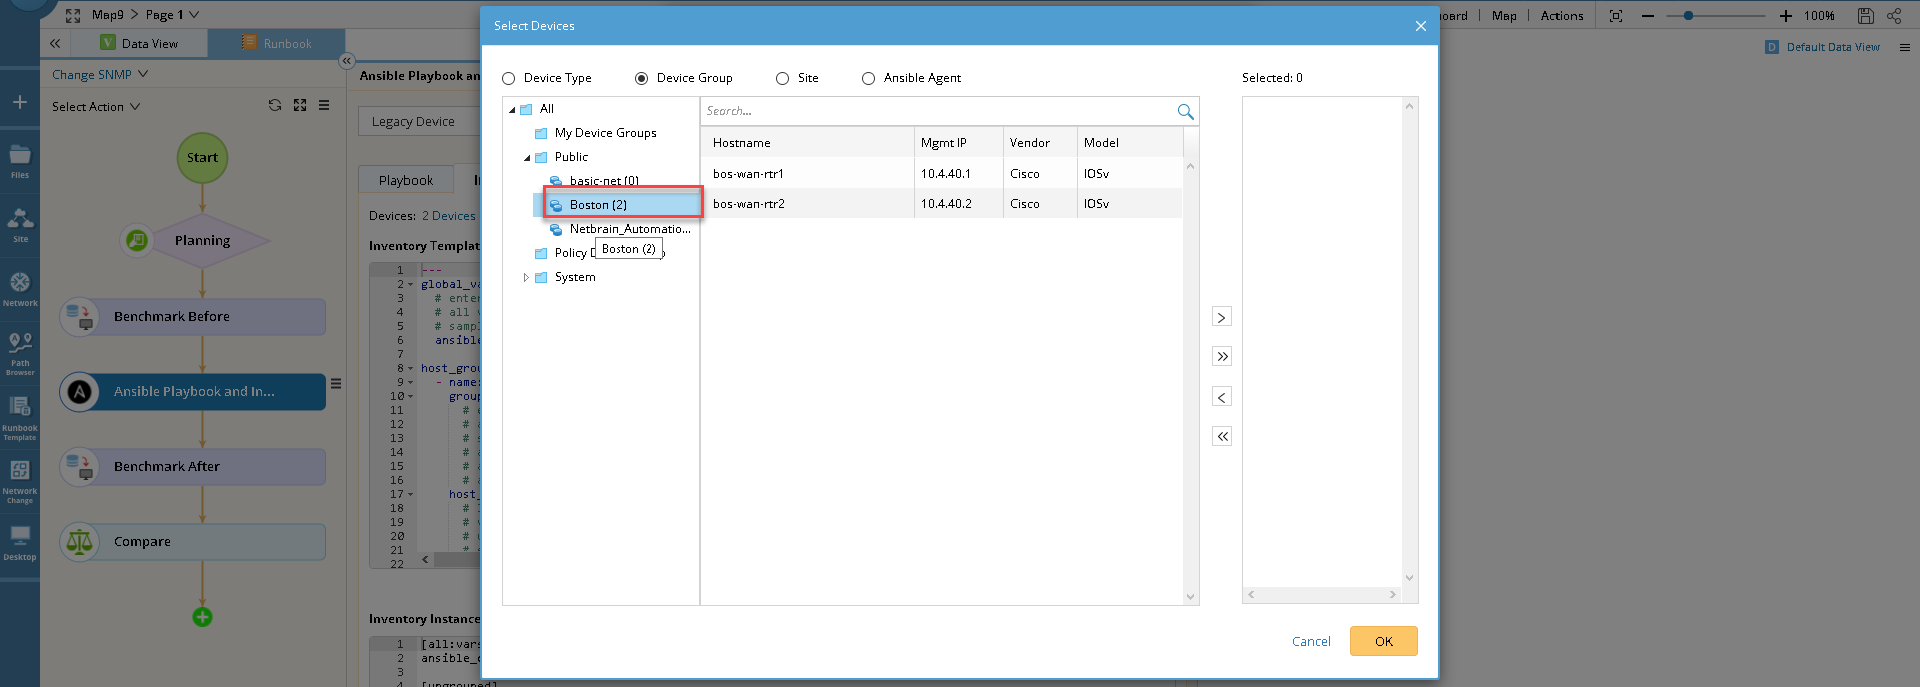 Map9 > Page 1
Map
Actions
100%
Data View
Runbook
Default Data View
Change SNMP
Select Action
Files
Site
Network
Path
Browser
Runbook
Template
Network
Change
Desktop
Start
Planning
Benchmark Before
Ansible Playbook and In...
Benchmark After
Compare
Ansible Playbook an
Legacy Device
Playbook
Devices: 2 Devices
Inventory Templat
1 ---
2 global_va
3 # enter
4 # all v
5 # sampl
6 ansible
7
8 host_grou
9 - name:
10 group
11 #
12 #
13 #
14 #
15 #
16 #
17 host_
18 #
19 #
20 #
21 #
22
Inventory Instance
1 [all:vars
2 ansible_c
3
4 [ungrouped]
Select Devices
Device Type
Device Group
Site
Ansible Agent
Selected: 0
All
My Device Groups
Public
basic-net (0)
Boston (2)
Netbrain_Automatio...
Policy D
Boston (2)
System
Search...
Hostname Mgmt IP Vendor Model
bos-wan-rtr1 10.4.40.1 Cisco IOSv
bos-wan-rtr2 10.4.40.2 Cisco IOSv
>
>>
<
<<
Cancel
OK